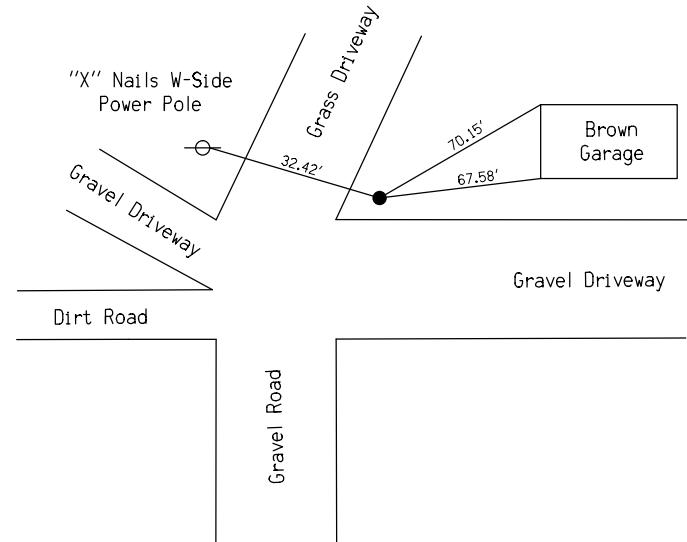 Grass Driveway
"X" Nails W-Side
Power Pole
70.15'
Brown
Garage
32.42'
67.58'
Gravel Driveway
Gravel Driveway
Dirt Road
Gravel Road